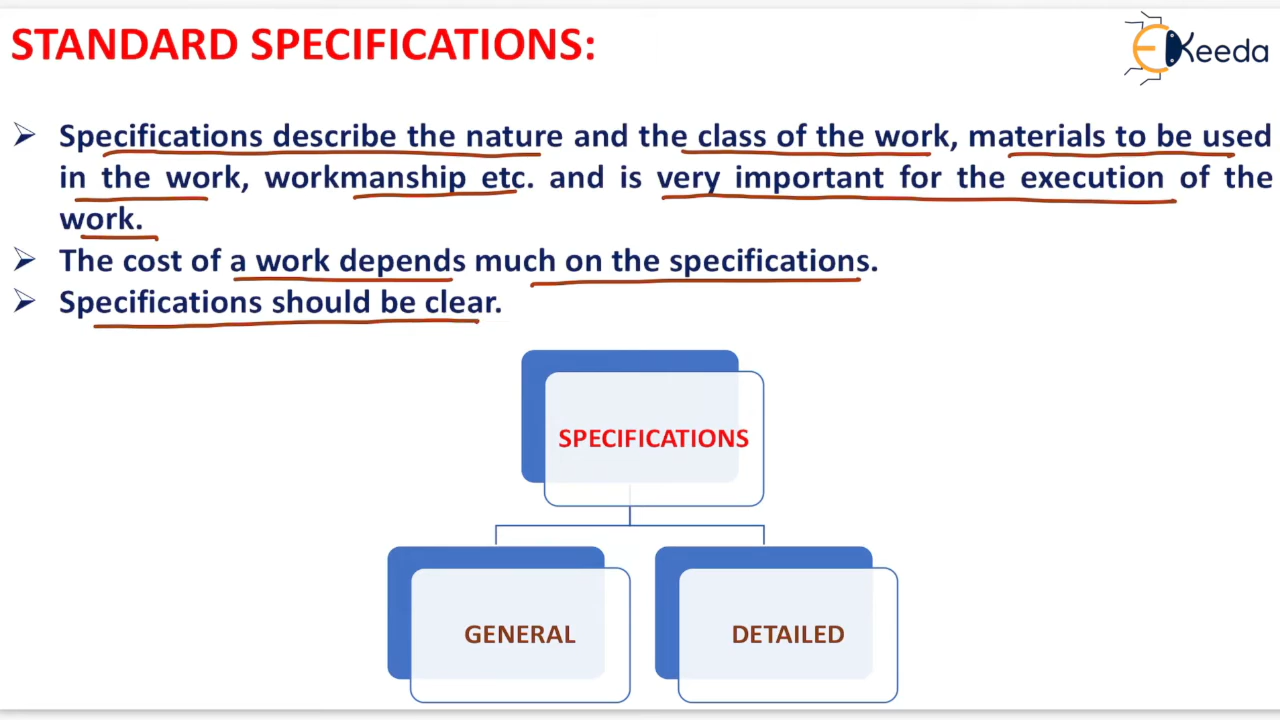 STANDARD SPECIFICATIONS:
EKeeda
➢ Specifications describe the nature and the class of the work, materials to be used
in the work, workmanship etc. and is very important for the execution of the
work.
➢ The cost of a work depends much on the specifications.
➢ Specifications should be clear.
SPECIFICATIONS
GENERAL
DETAILED